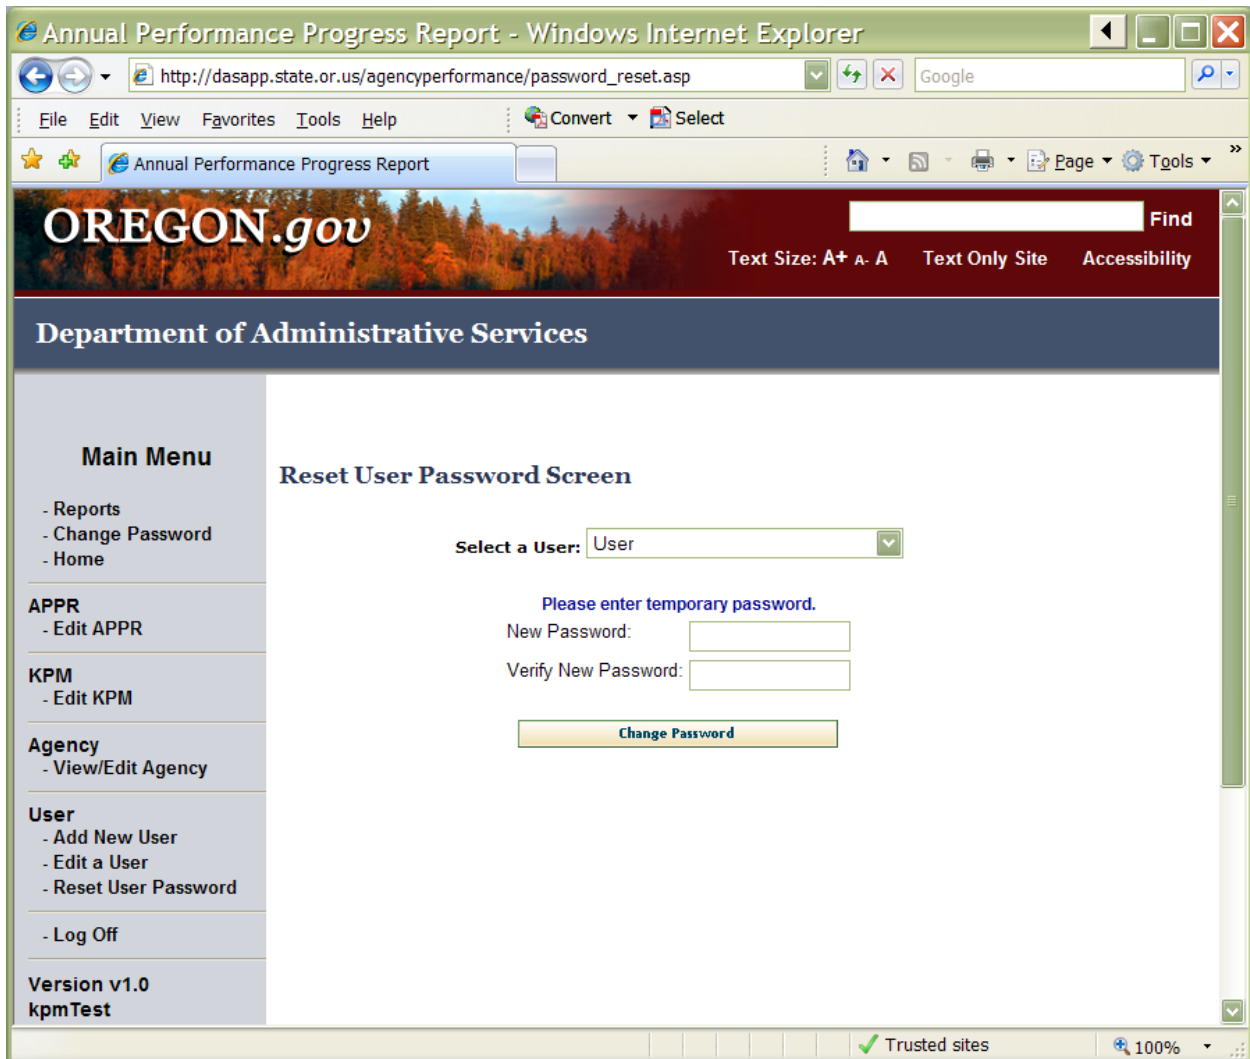 Annual Performance Progress Report - Windows Internet Explorer
http://dasapp.state.or.us/agencyperformance/password_reset.asp
Google
File Edit View Favorites Tools Help
Convert Select
Annual Performance Progress Report
Page Tools »
OREGON.gov
Find
Text Size: A+ A- A Text Only Site Accessibility
Department of Administrative Services
Main Menu
- Reports
- Change Password
- Home
APPR
- Edit APPR
KPM
- Edit KPM
Agency
- View/Edit Agency
User
- Add New User
- Edit a User
- Reset User Password
- Log Off
Version v1.0
kpmTest
Reset User Password Screen
Select a User: User
Please enter temporary password.
New Password:
Verify New Password:
Change Password
Trusted sites
100%